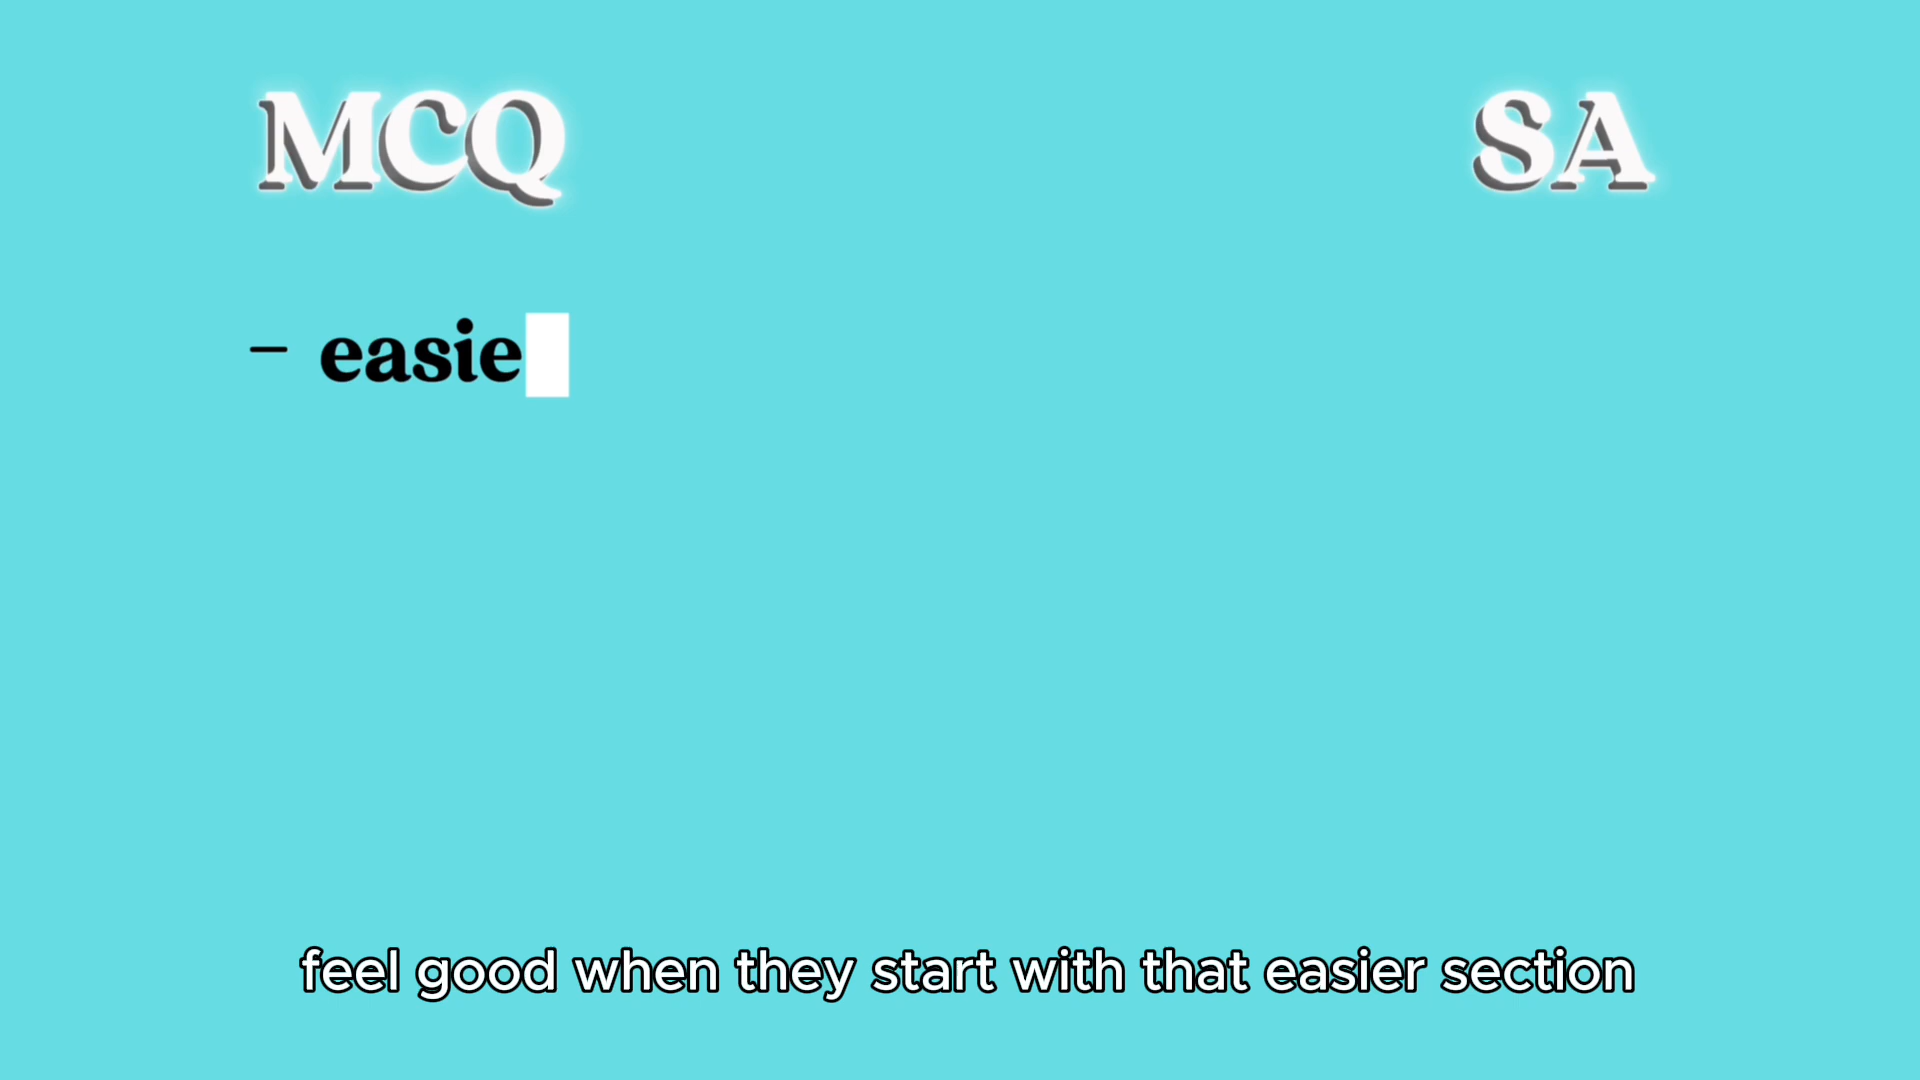 MCQ SA
– easie
feel good when they start with that easier section